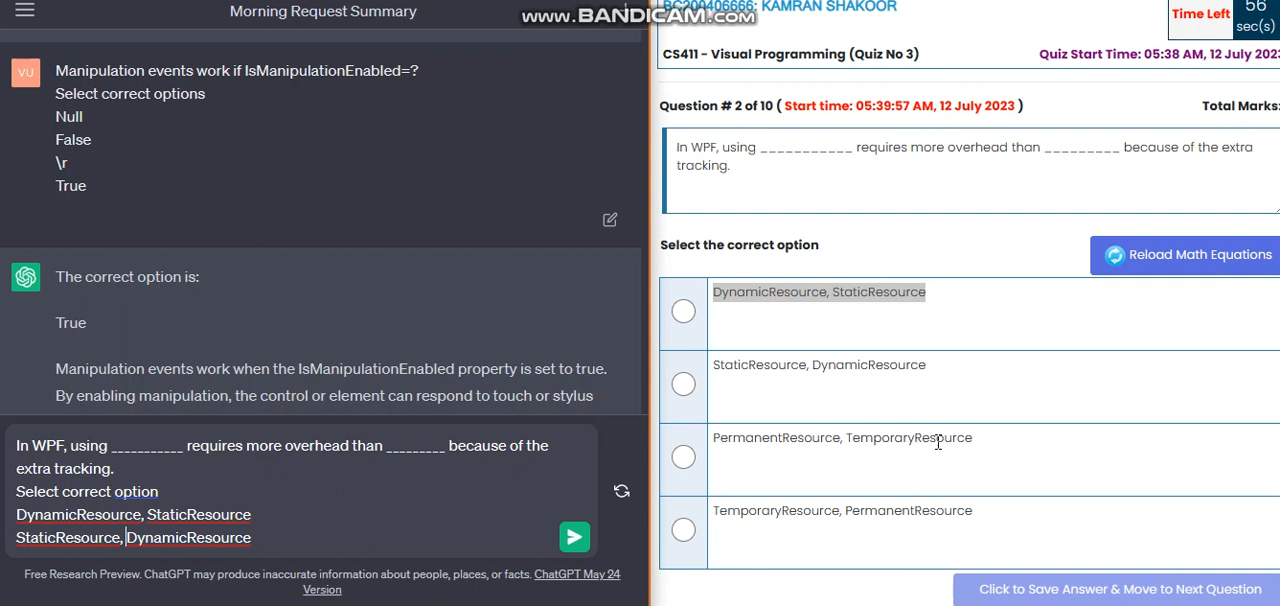 Morning Request Summary
www.BANDICAM.com
VU
Manipulation events work if IsManipulationEnabled=?
Select correct options
Null
False
\r
True
The correct option is:
True
Manipulation events work when the IsManipulationEnabled property is set to true.
By enabling manipulation, the control or element can respond to touch or stylus
In WPF, using __________ requires more overhead than ________ because of the
extra tracking.
Select correct option
DynamicResource, StaticResource
StaticResource, DynamicResource
Free Research Preview. ChatGPT may produce inaccurate information about people, places, or facts. ChatGPT May 24
Version
BC200406666: KAMRAN SHAKOOR
Time Left
56
sec(s)
CS411 - Visual Programming (Quiz No 3)
Quiz Start Time: 05:38 AM, 12 July 2023
Question # 2 of 10 ( Start time: 05:39:57 AM, 12 July 2023 )
Total Marks:
In WPF, using ___________ requires more overhead than _________ because of the extra
tracking.
Select the correct option
Reload Math Equations
DynamicResource, StaticResource
StaticResource, DynamicResource
PermanentResource, TemporaryResource
TemporaryResource, PermanentResource
Click to Save Answer & Move to Next Question